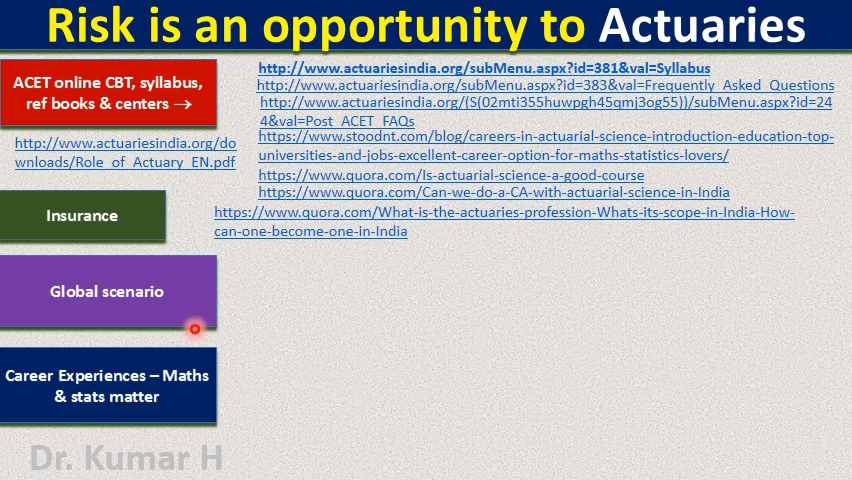 Risk is an opportunity to Actuaries
ACET online CBT, syllabus,
ref books & centers →
http://www.actuariesindia.org/do
wnloads/Role_of_Actuary_EN.pdf
http://www.actuariesindia.org/subMenu.aspx?id=381&val=Syllabus
http://www.actuariesindia.org/subMenu.aspx?id=383&val=Frequently_Asked_Questions
http://www.actuariesindia.org/(S(02mti355huwpgh45qmj3og55))/subMenu.aspx?id=24
4&val=Post_ACET_FAQs
https://www.stoodnt.com/blog/careers-in-actuarial-science-introduction-education-top-
universities-and-jobs-excellent-career-option-for-maths-statistics-lovers/
https://www.quora.com/Is-actuarial-science-a-good-course
https://www.quora.com/Can-we-do-a-CA-with-actuarial-science-in-India
Insurance
https://www.quora.com/What-is-the-actuaries-profession-Whats-its-scope-in-India-How-
can-one-become-one-in-India
Global scenario
Career Experiences – Maths
& stats matter
Dr. Kumar H